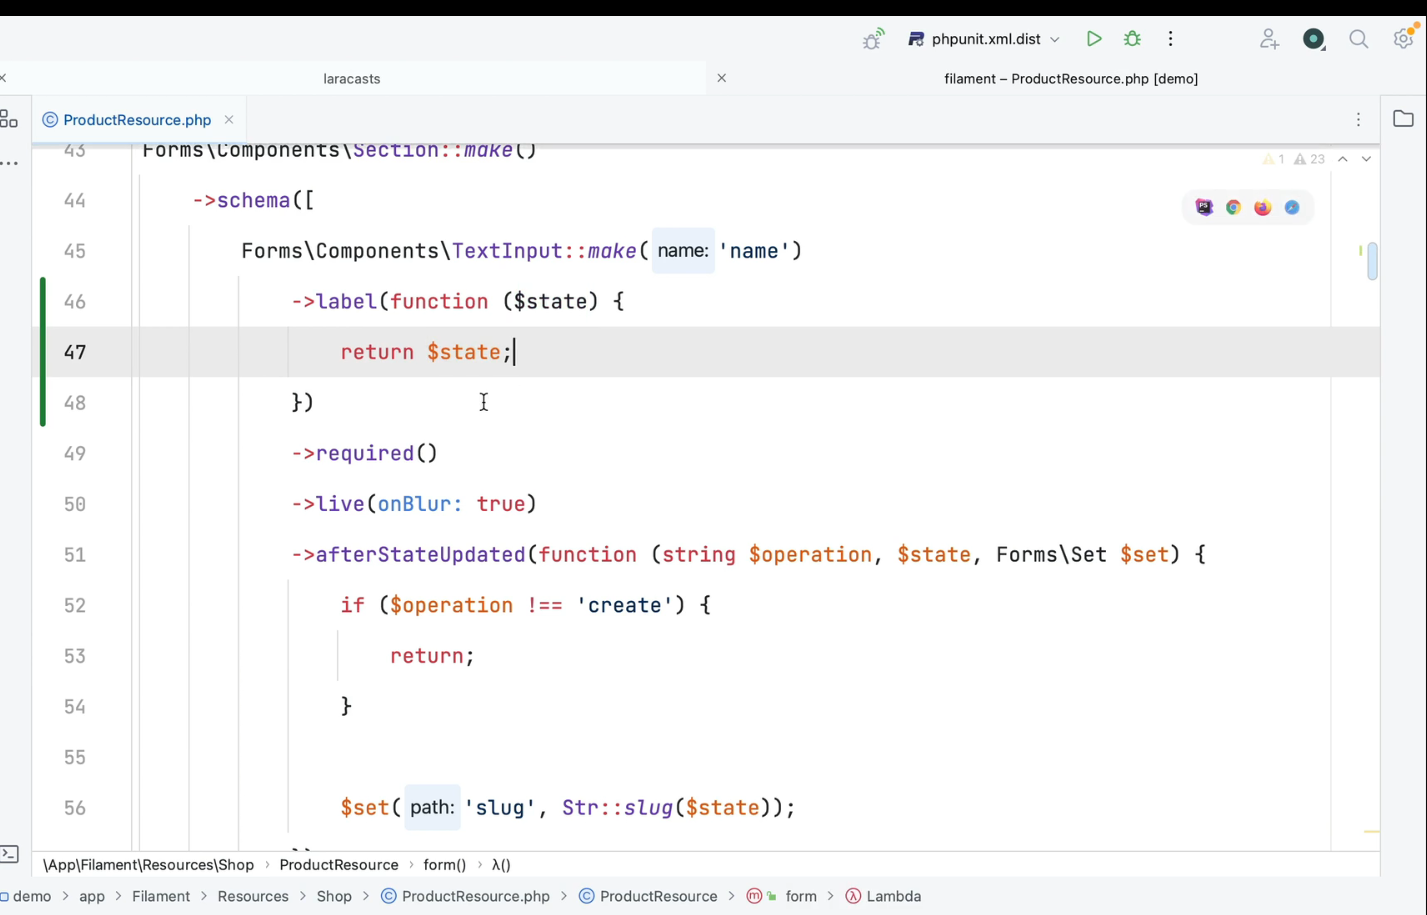 phpunit.xml.dist
laracasts
filament – ProductResource.php [demo]
ProductResource.php
1 23
43 Forms\Components\Section::make()
44 ->schema([
45 Forms\Components\TextInput::make( name: 'name')
46 ->label(function ($state) {
47 return $state;
48 })
49 ->required()
50 ->live(onBlur: true)
51 ->afterStateUpdated(function (string $operation, $state, Forms\Set $set) {
52 if ($operation !== 'create') {
53 return;
54 }
55
56 $set( path: 'slug', Str::slug($state));
\App\Filament\Resources\Shop › ProductResource › form() › λ()
demo > app > Filament > Resources > Shop > ProductResource.php > ProductResource > form > Lambda